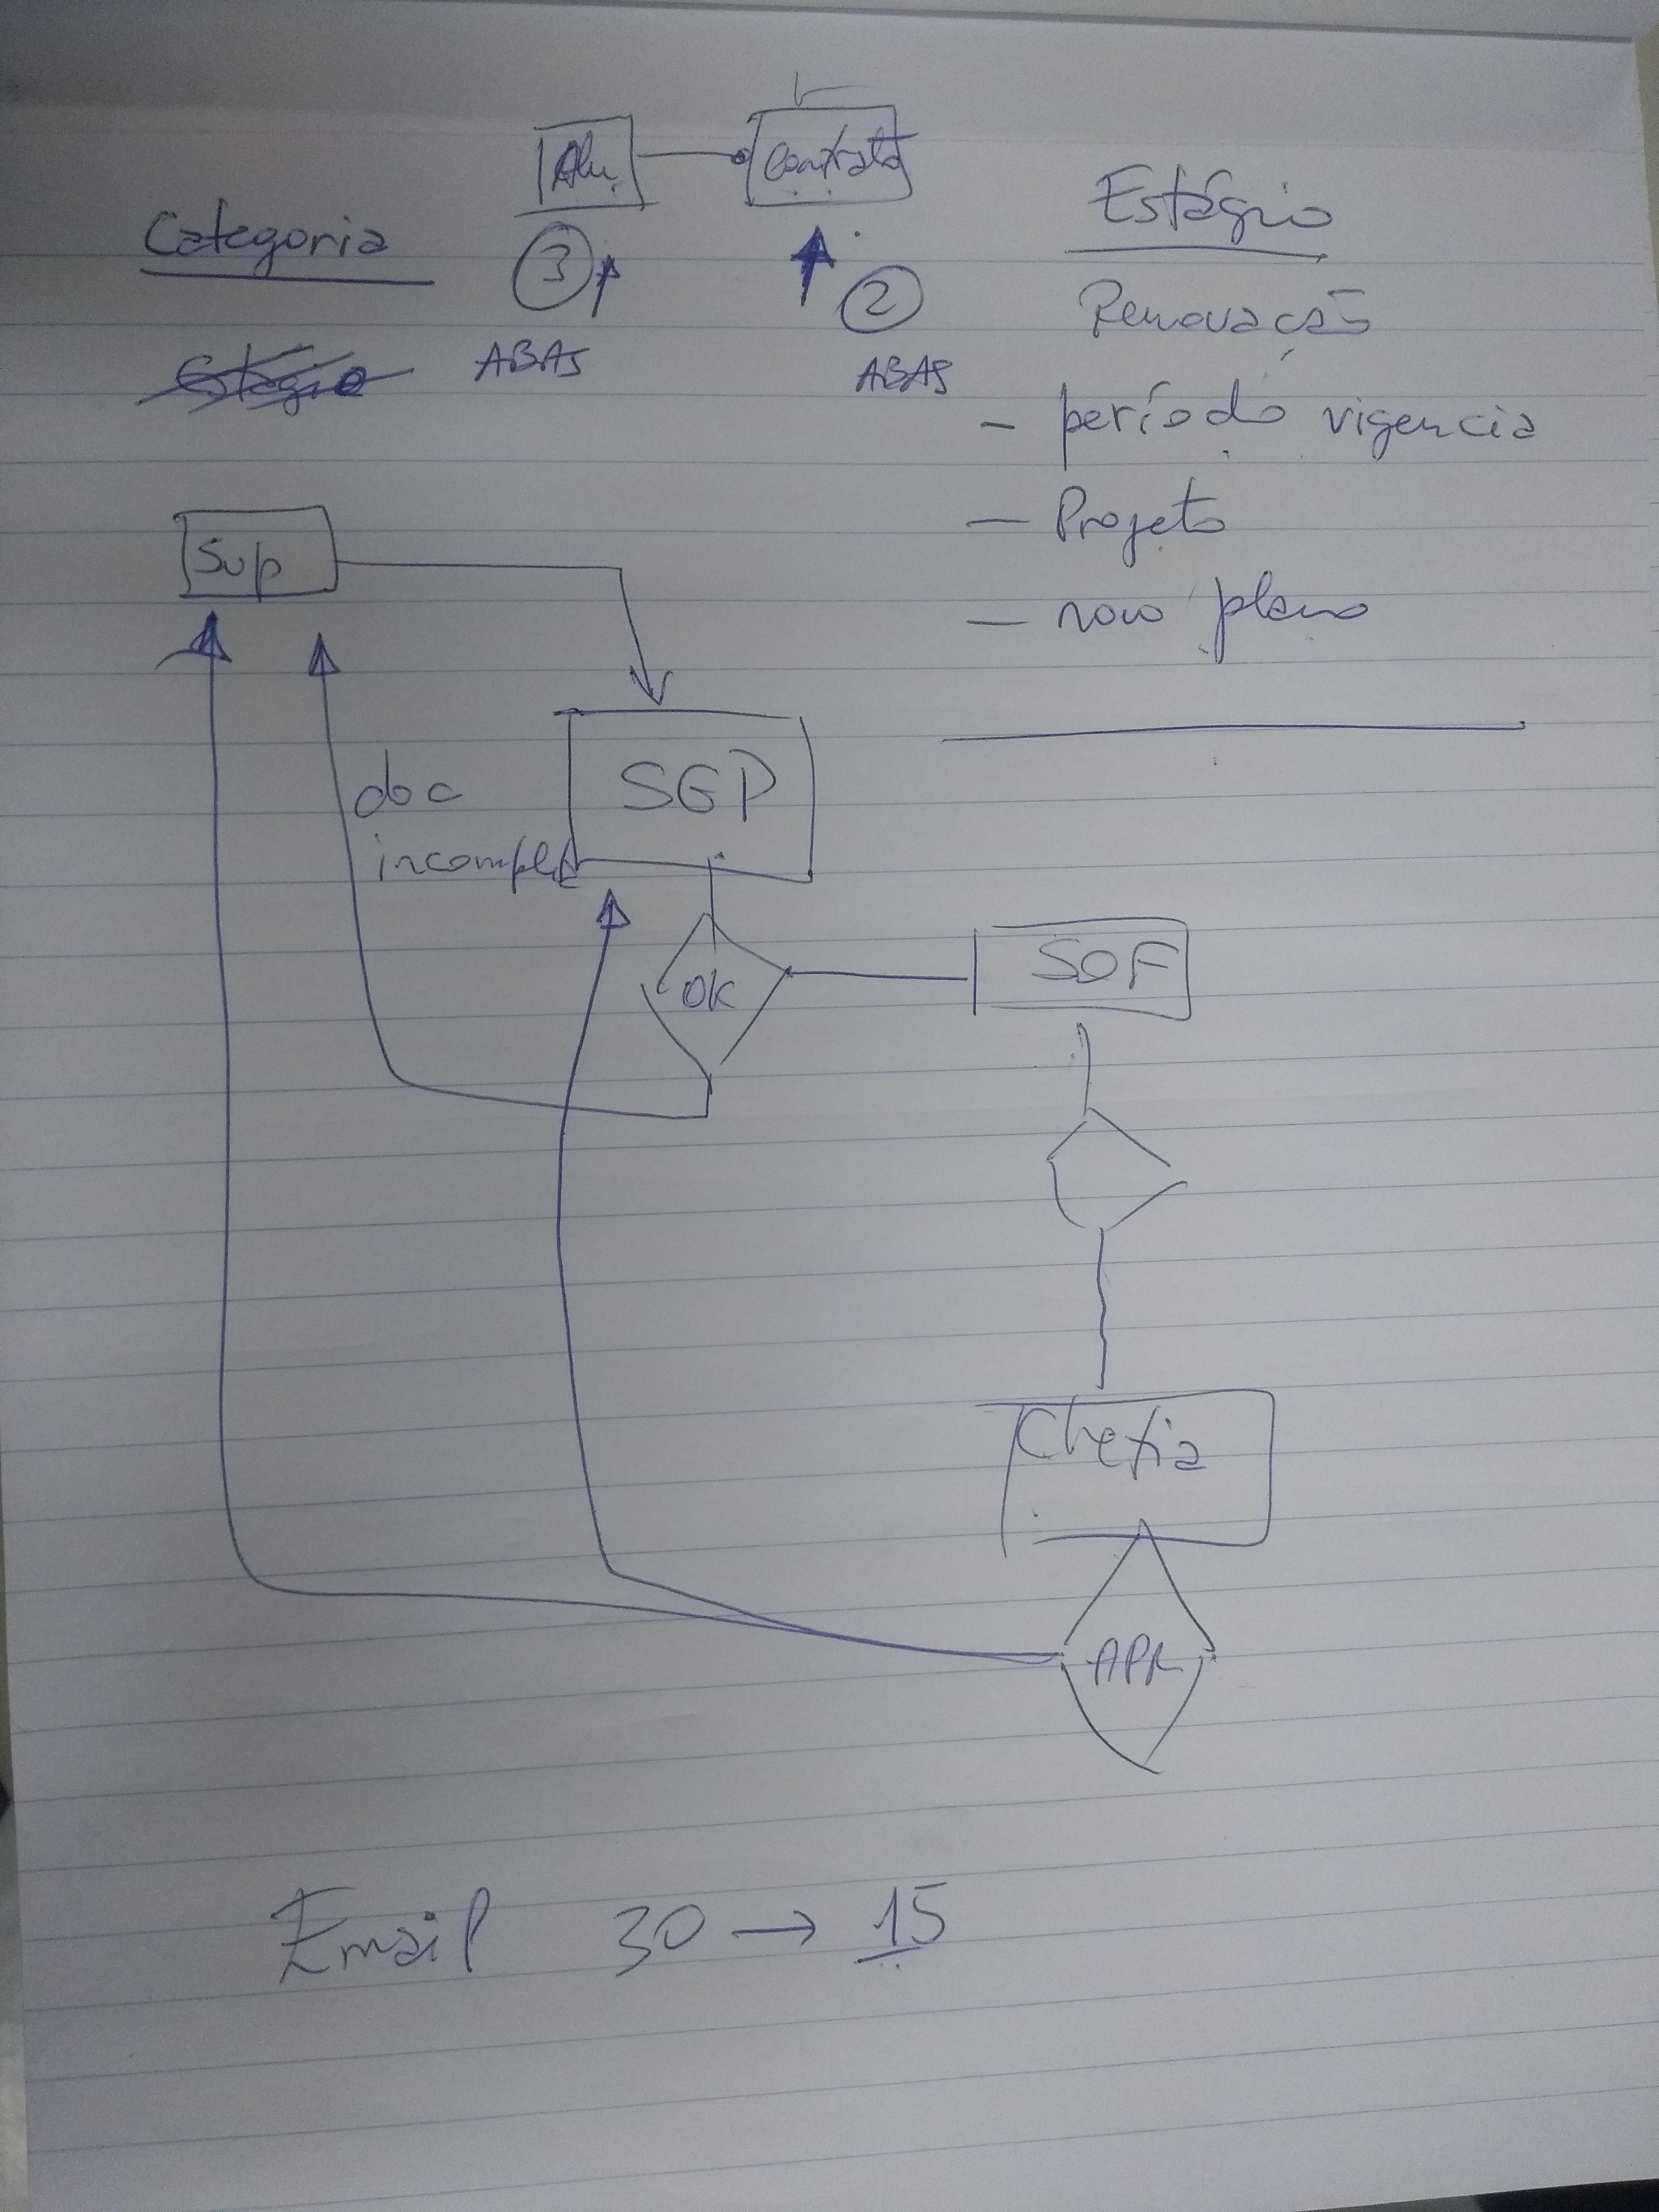 Alu.
Contrato
Categoria
3
2
ABAS
ABAS
Estágio
Estágio
Renovação
- período vigencia
- Projeto
- novo plano
Sup
SGP
doc
incomplet
OK
SOF
Chefia
APR
Email 30 → 15